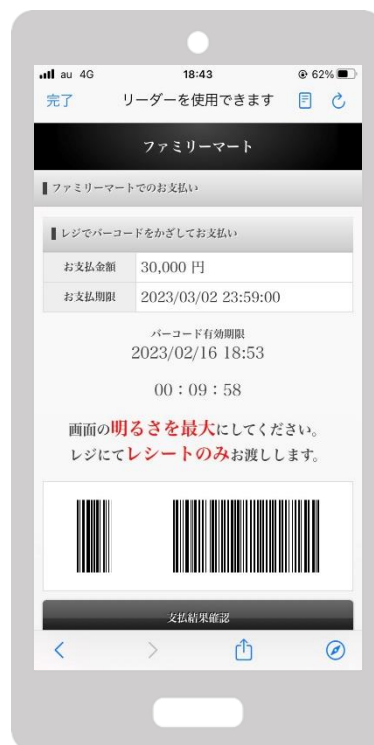 au 4G 18:43 62%
完了 リーダーを使用できます
ファミリーマート
ファミリーマートでのお支払い
レジでバーコードをかざしてお支払い
お支払金額 30,000 円
お支払期限 2023/03/02 23:59:00
バーコード有効期限
2023/02/16 18:53
00：09：58
画面の明るさを最大にしてください。
レジにてレシートのみお渡しします。
支払結果確認